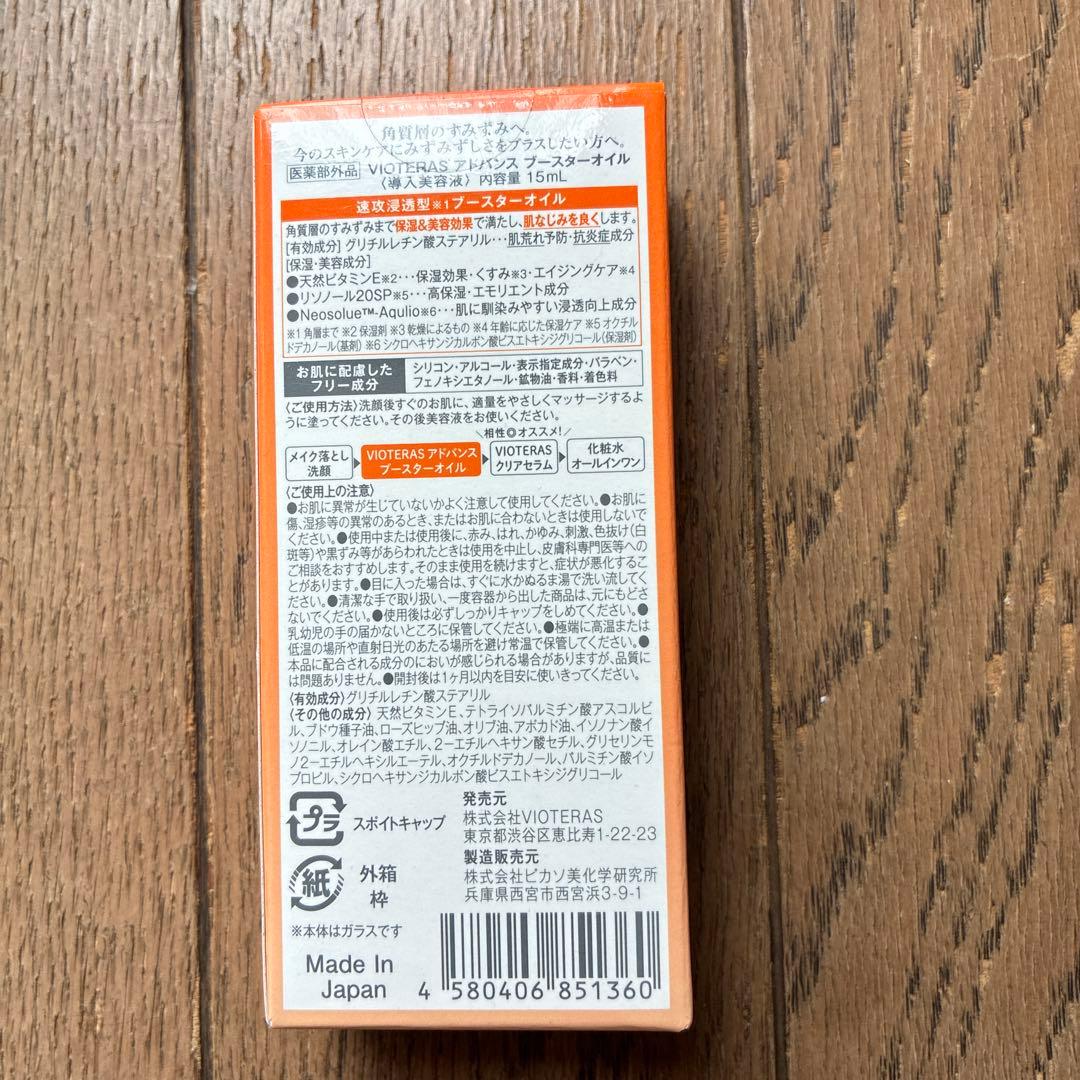 角質層のすみずみへ。
今のスキンケアにみずみずしさをプラスしたい方へ。
医薬部外品 VIOTERAS アドバンス ブースターオイル
〈導入美容液〉内容量 15mL
速攻浸透型※1ブースターオイル
角質層のすみずみまで保湿&美容効果で満たし、肌なじみを良くします。
[有効成分] グリチルレチン酸ステアリル・・・肌荒れ予防・抗炎症成分
[保湿・美容成分]
●天然ビタミンE※2・・・保湿効果・くすみ※3・エイジングケア※4
●リソノール20SP※5・・・高保湿・エモリエント成分
●Neosolue™-Aqulio※6・・・肌に馴染みやすい浸透向上成分
※1 角層まで ※2 保湿剤 ※3 乾燥によるもの ※4 年齢に応じた保湿ケア ※5 オクチル
ドデカノール(基剤) ※6 シクロヘキサンジカルボン酸ビスエトキシジグリコール(保湿剤)
お肌に配慮した
フリー成分
シリコン・アルコール・表示指定成分・パラベン・
フェノキシエタノール・鉱物油・香料・着色料
〈ご使用方法〉洗顔後すぐのお肌に、適量をやさしくマッサージするよ
うに塗ってください。その後美容液をお使いください。
＼相性◎オススメ!／
メイク落とし
洗顔
VIOTERAS アドバンス
ブースターオイル
VIOTERAS
クリアセラム
化粧水
オールインワン
〈ご使用上の注意〉
●お肌に異常が生じていないかよく注意して使用してください。●お肌に
傷、湿疹等の異常のあるとき、またはお肌に合わないときは使用しないで
ください。●使用中または使用後に、赤み、はれ、かゆみ、刺激、色抜け(白
斑等)や黒ずみ等があらわれたときは使用を中止し、皮膚科専門医等への
ご相談をおすすめします。そのまま使用を続けますと、症状が悪化するこ
とがあります。●目に入った場合は、すぐに水かぬるま湯で洗い流してく
ださい。●清潔な手で取り扱い、一度容器から出した商品は、元にもどさ
ないでください。●使用後は必ずしっかりキャップをしめてください。●
乳幼児の手の届かないところに保管してください。●極端に高温または
低温の場所や直射日光のあたる場所を避け常温で保管してください。●
本品に配合される成分のにおいが感じられる場合がありますが、品質に
は問題ありません。●開封後は1ヶ月以内を目安に使いきってください。
〈有効成分〉グリチルレチン酸ステアリル
〈その他の成分〉天然ビタミンE、テトライソパルミチン酸アスコルビ
ル、ブドウ種子油、ローズヒップ油、オリブ油、アボカド油、イソノナン酸イ
ソノニル、オレイン酸エチル、2－エチルヘキサン酸セチル、グリセリンモ
ノ2－エチルヘキシルエーテル、オクチルドデカノール、パルミチン酸イソ
プロピル、シクロヘキサンジカルボン酸ビスエトキシジグリコール
プラ スポイトキャップ
紙 外箱
枠
※本体はガラスです
発売元
株式会社VIOTERAS
東京都渋谷区恵比寿1-22-23
製造販売元
株式会社ピカソ美化学研究所
兵庫県西宮市西宮浜3-9-1
Made In
Japan
4 580406 851360